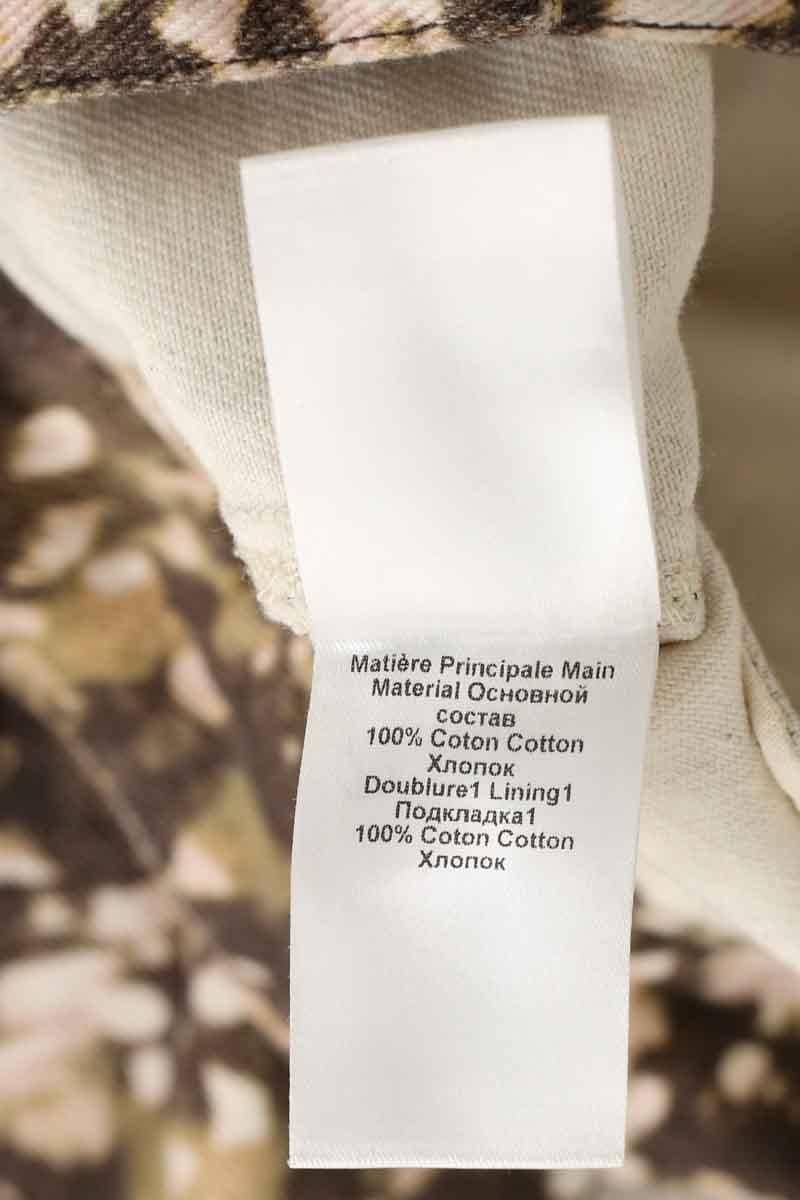 Matière Principale Main
Material Основной
состав
100% Coton Cotton
Хлопок
Doublure1 Lining1
Подкладка1
100% Coton Cotton
Хлопок